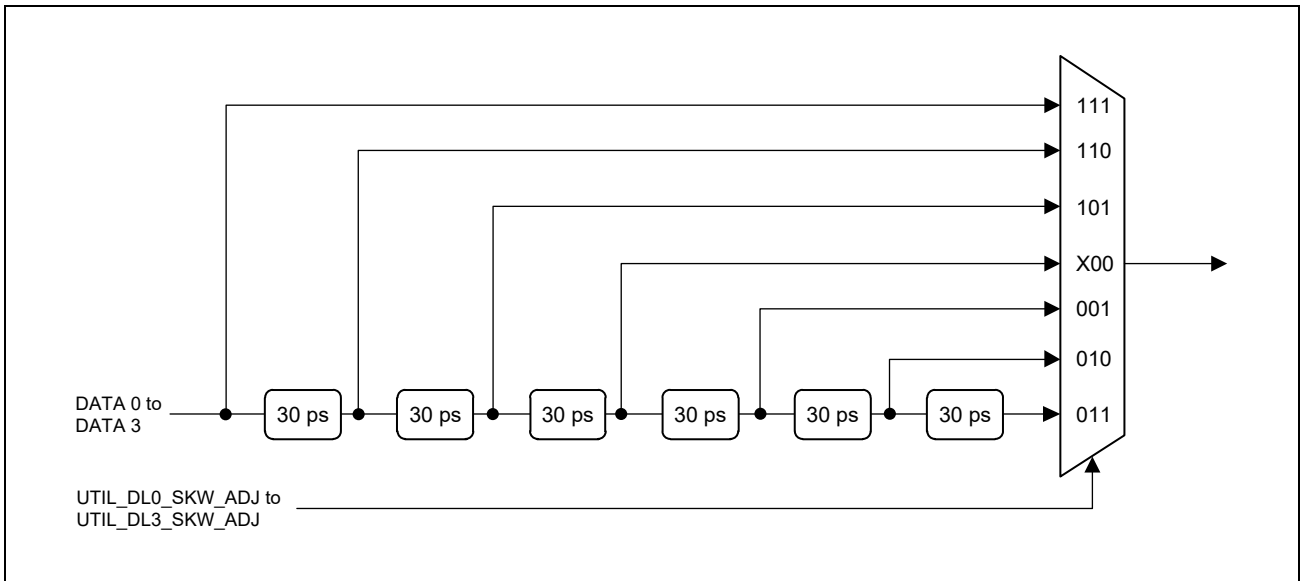 111
110
101
X00
001
010
DATA 0 to
DATA 3
30 ps
30 ps
30 ps
30 ps
30 ps
30 ps
011
UTIL_DL0_SKW_ADJ to
UTIL_DL3_SKW_ADJ